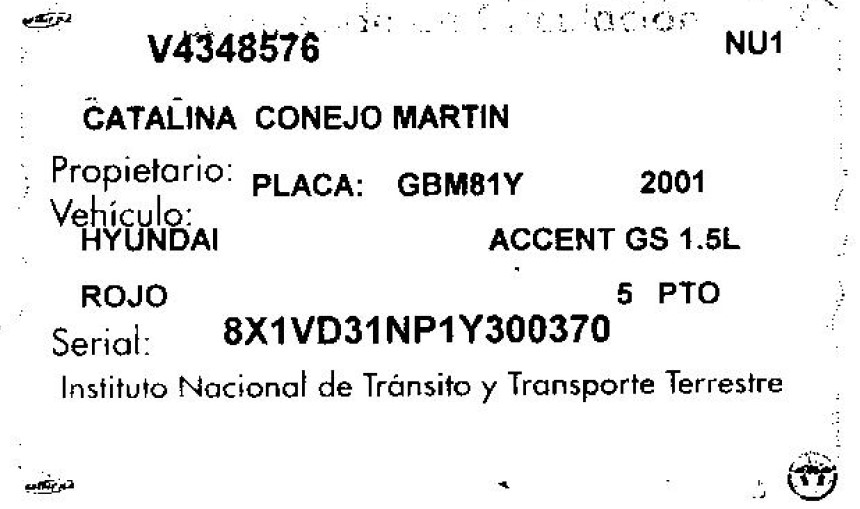 de Circulación
V4348576 NU1
CATALINA CONEJO MARTIN
Propietario: PLACA: GBM81Y 2001
Vehículo:
HYUNDAI ACCENT GS 1.5L
ROJO 5 PTO
Serial: 8X1VD31NP1Y300370
Instituto Nacional de Tránsito y Transporte Terrestre